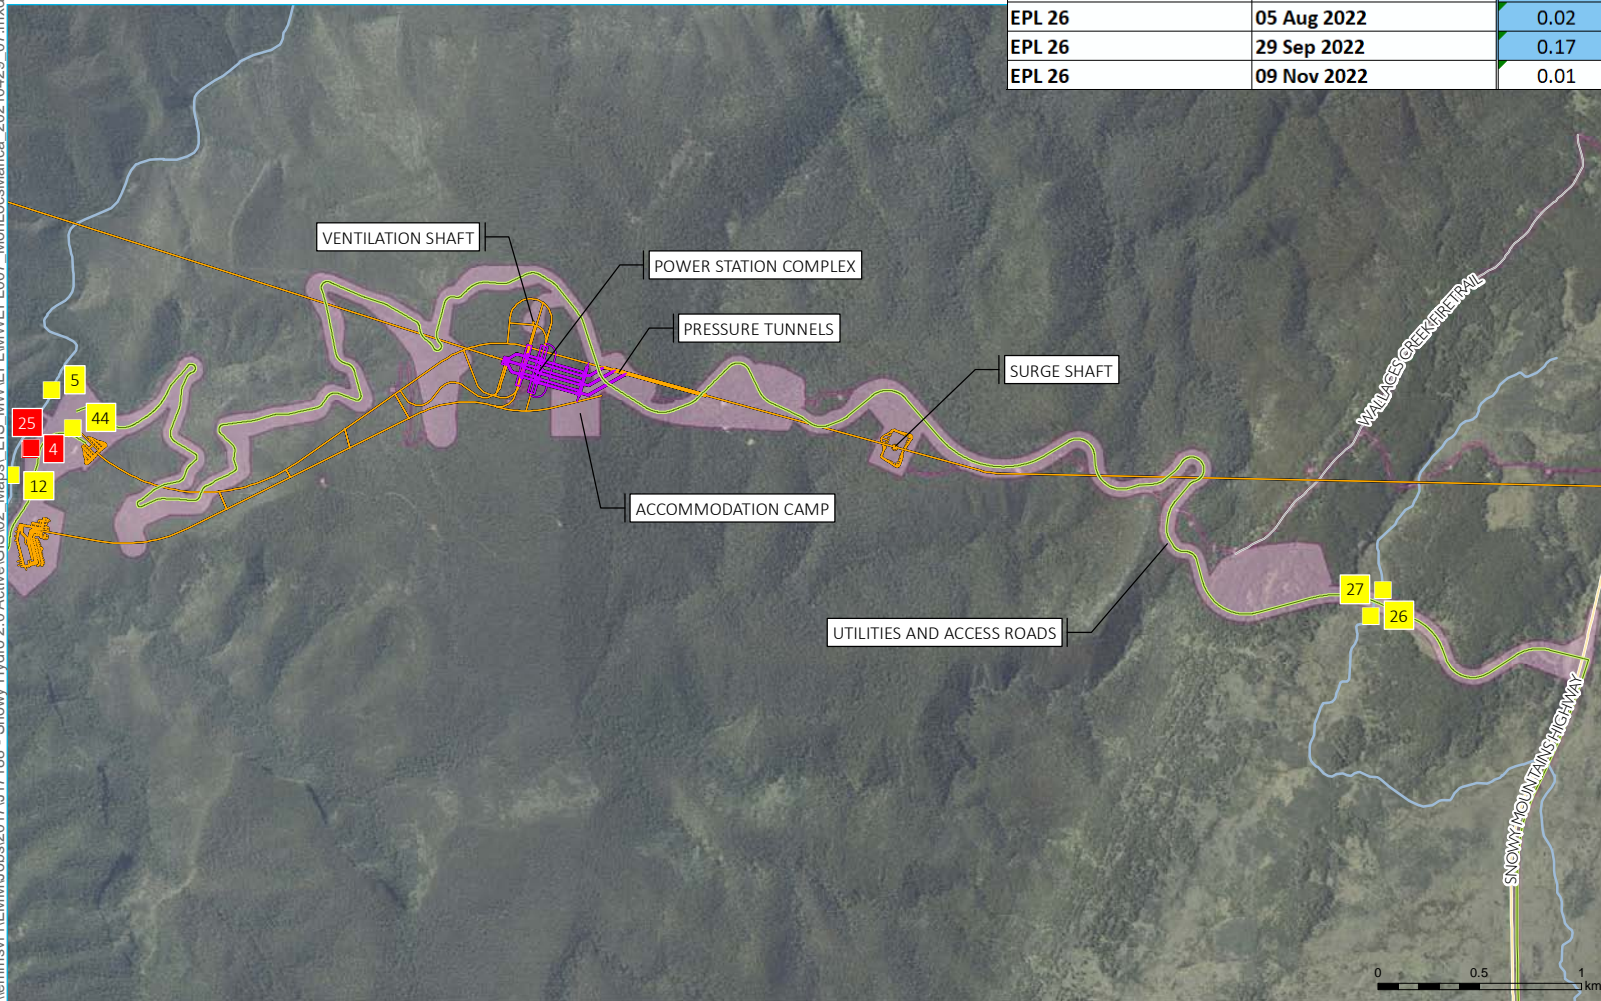 EPL 26 05 Aug 2022 0.02
EPL 26 29 Sep 2022 0.17
EPL 26 09 Nov 2022 0.01
VENTILATION SHAFT
POWER STATION COMPLEX
PRESSURE TUNNELS
SURGE SHAFT
WALLACES CREEK FIRETRAIL
5
44
25
4
12
ACCOMMODATION CAMP
27
26
UTILITIES AND ACCESS ROADS
SNOWY MOUNTAINS HIGHWAY
0 0.5 1
km